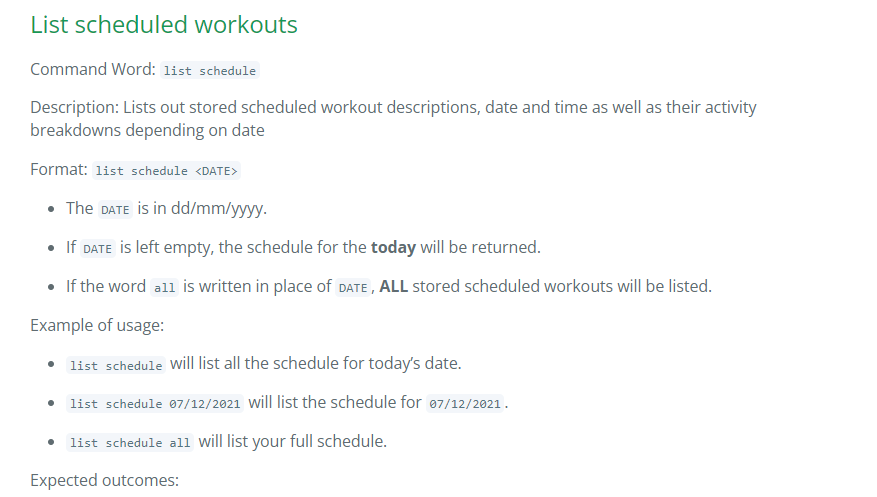 List scheduled workouts
Command Word: list schedule
Description: Lists out stored scheduled workout descriptions, date and time as well as their activity
breakdowns depending on date
Format: list schedule <DATE>
• The DATE is in dd/mm/yyyy.
• If DATE is left empty, the schedule for the today will be returned.
• If the word all is written in place of DATE, ALL stored scheduled workouts will be listed.
Example of usage:
• list schedule will list all the schedule for today’s date.
• list schedule 07/12/2021 will list the schedule for 07/12/2021.
• list schedule all will list your full schedule.
Expected outcomes: